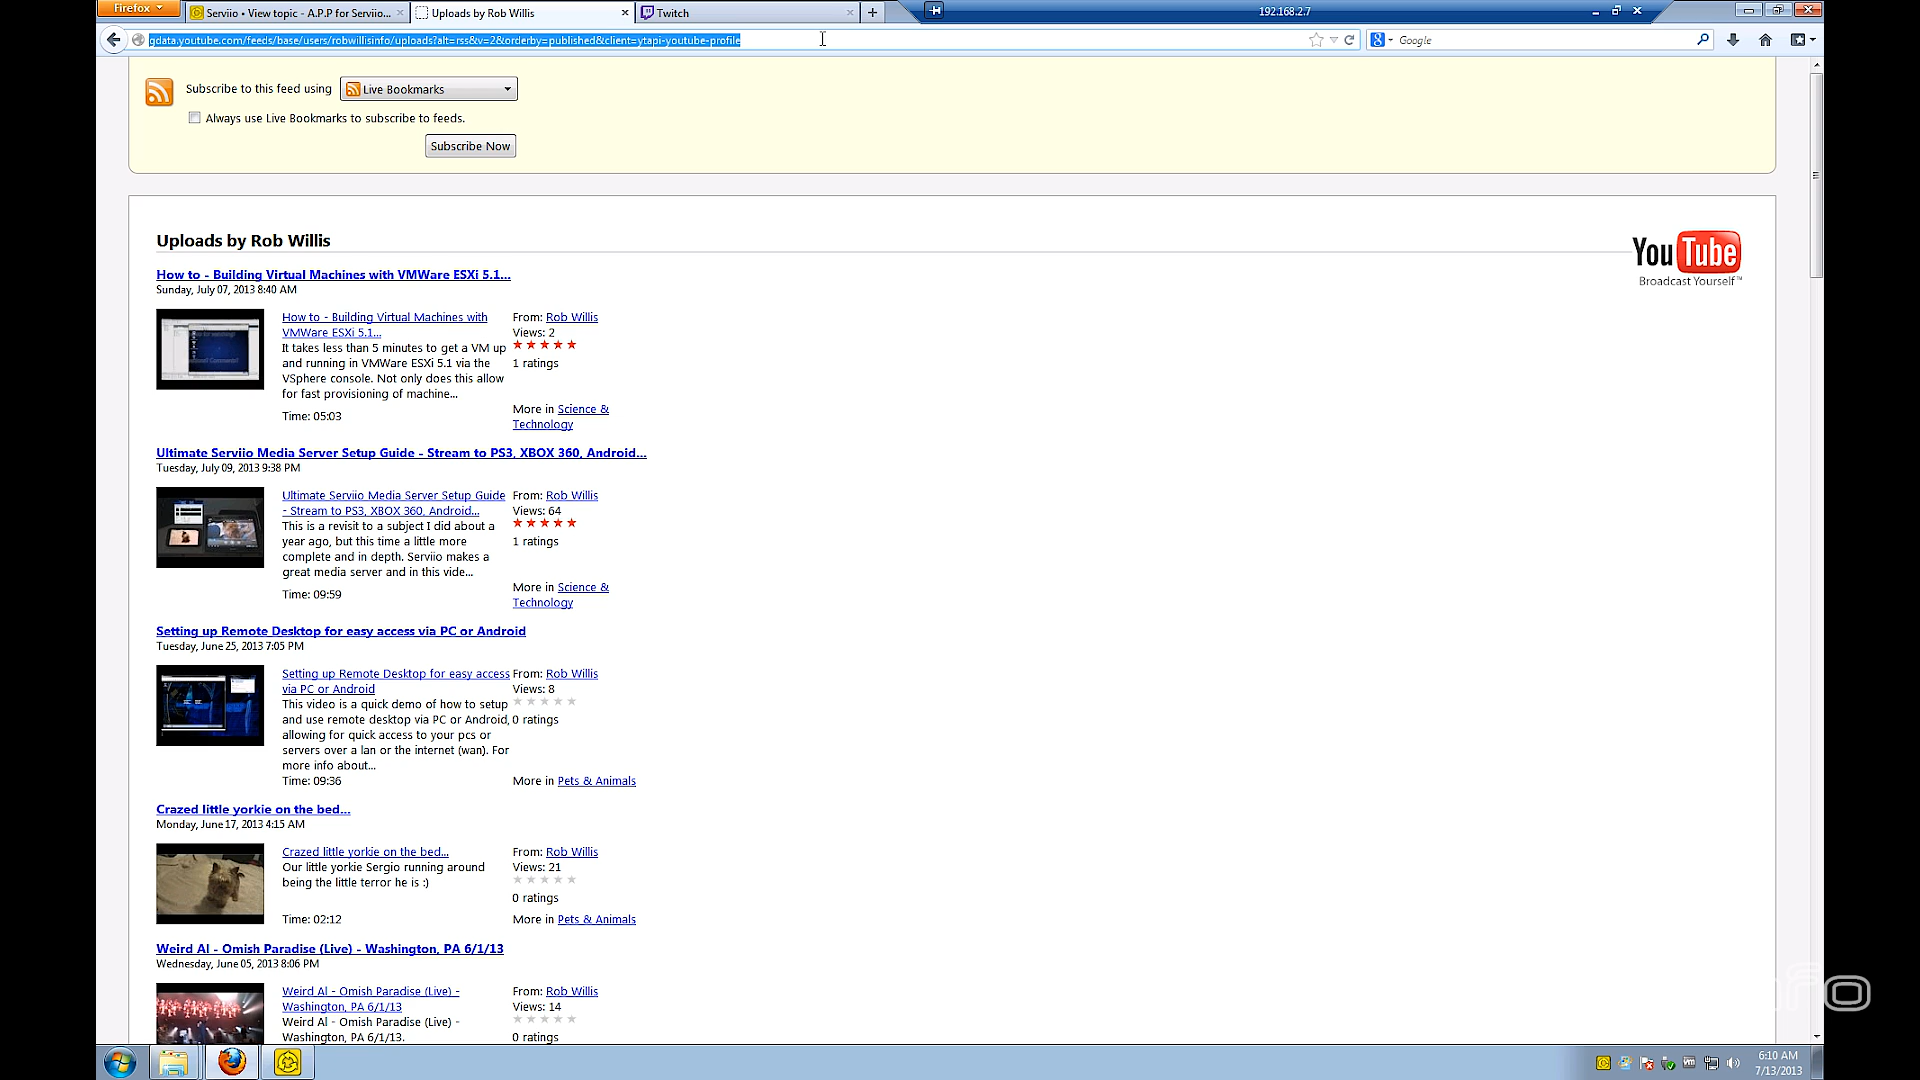 Firefox
Serviio • View topic - A.P.P for Serviio...
Uploads by Rob Willis
Twitch
192.168.2.7
gdata.youtube.com/feeds/base/users/robwillisinfo/uploads?alt=rss&v=2&orderby=published&client=ytapi-youtube-profile
Google
Subscribe to this feed using
Live Bookmarks
Always use Live Bookmarks to subscribe to feeds.
Subscribe Now
Uploads by Rob Willis
YouTube
Broadcast Yourself™
How to - Building Virtual Machines with VMWare ESXi 5.1...
Sunday, July 07, 2013 8:40 AM
How to - Building Virtual Machines with
VMWare ESXi 5.1...
It takes less than 5 minutes to get a VM up
and running in VMWare ESXi 5.1 via the
VSphere console. Not only does this allow
for fast provisioning of machine...
Time: 05:03
From: Rob Willis
Views: 2
1 ratings
More in Science &
Technology
Ultimate Serviio Media Server Setup Guide - Stream to PS3, XBOX 360, Android...
Tuesday, July 09, 2013 9:38 PM
Ultimate Serviio Media Server Setup Guide
- Stream to PS3, XBOX 360, Android...
This is a revisit to a subject I did about a
year ago, but this time a little more
complete and in depth. Serviio makes a
great media server and in this vide...
Time: 09:59
From: Rob Willis
Views: 64
1 ratings
More in Science &
Technology
Setting up Remote Desktop for easy access via PC or Android
Tuesday, June 25, 2013 7:05 PM
Setting up Remote Desktop for easy access
via PC or Android
This video is a quick demo of how to setup
and use remote desktop via PC or Android,
allowing for quick access to your pcs or
servers over a lan or the internet (wan). For
more info about...
Time: 09:36
From: Rob Willis
Views: 8
0 ratings
More in Pets & Animals
Crazed little yorkie on the bed...
Monday, June 17, 2013 4:15 AM
Crazed little yorkie on the bed...
Our little yorkie Sergio running around
being the little terror he is :)
Time: 02:12
From: Rob Willis
Views: 21
0 ratings
More in Pets & Animals
Weird Al - Omish Paradise (Live) - Washington, PA 6/1/13
Wednesday, June 05, 2013 8:06 PM
Weird Al - Omish Paradise (Live) -
Washington, PA 6/1/13
Weird Al - Omish Paradise (Live) -
Washington, PA 6/1/13.
From: Rob Willis
Views: 14
0 ratings
6:10 AM
7/13/2013